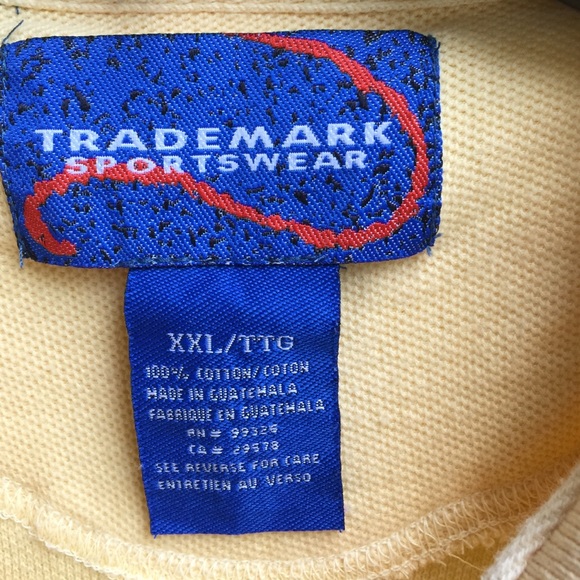 TRADEMARK
SPORTSWEAR
XXL/TTG
100% COTTON/COTON
MADE IN GUATEMALA
FABRIQUE EN GUATEMALA
RN# 99326
CA# 29578
SEE REVERSE FOR CARE
ENTRETIEN AU VERSO